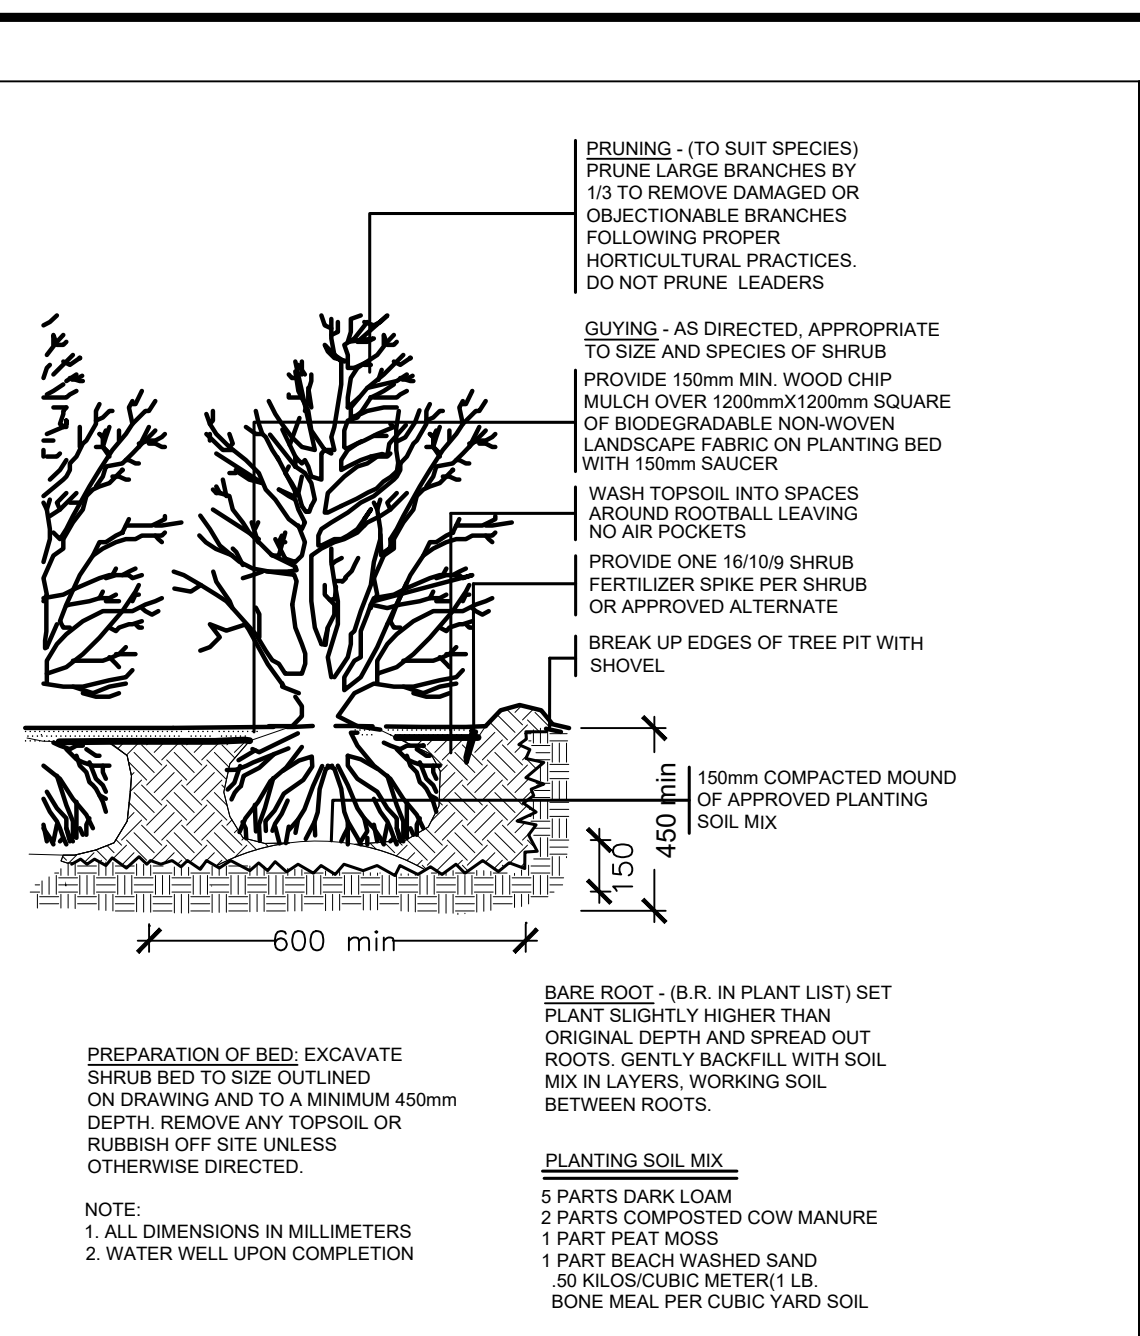 PRUNING - (TO SUIT SPECIES)
PRUNE LARGE BRANCHES BY
1/3 TO REMOVE DAMAGED OR
OBJECTIONABLE BRANCHES
FOLLOWING PROPER
HORTICULTURAL PRACTICES.
DO NOT PRUNE LEADERS
GUYING - AS DIRECTED, APPROPRIATE
TO SIZE AND SPECIES OF SHRUB
PROVIDE 150mm MIN. WOOD CHIP
MULCH OVER 1200mmX1200mm SQUARE
OF BIODEGRADABLE NON-WOVEN
LANDSCAPE FABRIC ON PLANTING BED
WITH 150mm SAUCER
WASH TOPSOIL INTO SPACES
AROUND ROOTBALL LEAVING
NO AIR POCKETS
PROVIDE ONE 16/10/9 SHRUB
FERTILIZER SPIKE PER SHRUB
OR APPROVED ALTERNATE
BREAK UP EDGES OF TREE PIT WITH
SHOVEL
150mm COMPACTED MOUND
OF APPROVED PLANTING
SOIL MIX
450 min
150
600 min
BARE ROOT - (B.R. IN PLANT LIST) SET
PLANT SLIGHTLY HIGHER THAN
ORIGINAL DEPTH AND SPREAD OUT
ROOTS. GENTLY BACKFILL WITH SOIL
MIX IN LAYERS, WORKING SOIL
BETWEEN ROOTS.
PREPARATION OF BED: EXCAVATE
SHRUB BED TO SIZE OUTLINED
ON DRAWING AND TO A MINIMUM 450mm
DEPTH. REMOVE ANY TOPSOIL OR
RUBBISH OFF SITE UNLESS
OTHERWISE DIRECTED.
NOTE:
1. ALL DIMENSIONS IN MILLIMETERS
2. WATER WELL UPON COMPLETION
PLANTING SOIL MIX
5 PARTS DARK LOAM
2 PARTS COMPOSTED COW MANURE
1 PART PEAT MOSS
1 PART BEACH WASHED SAND
.50 KILOS/CUBIC METER(1 LB.
BONE MEAL PER CUBIC YARD SOIL